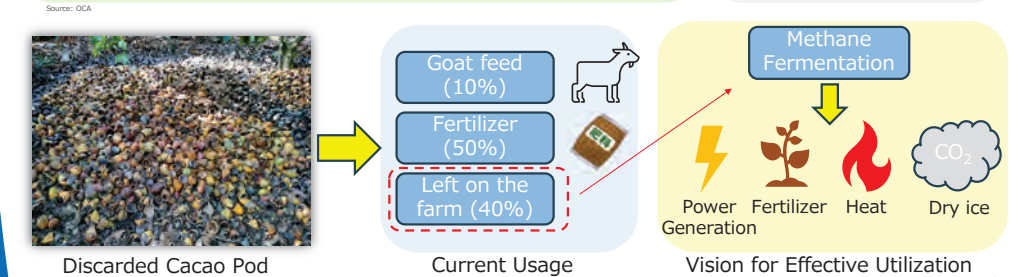 Source: OCA
Goat feed
(10%)
Fertilizer
(50%)
Left on the
farm (40%)
Methane
Fermentation
CO₂
Power
Generation
Fertilizer
Heat
Dry ice
Discarded Cacao Pod
Current Usage
Vision for Effective Utilization